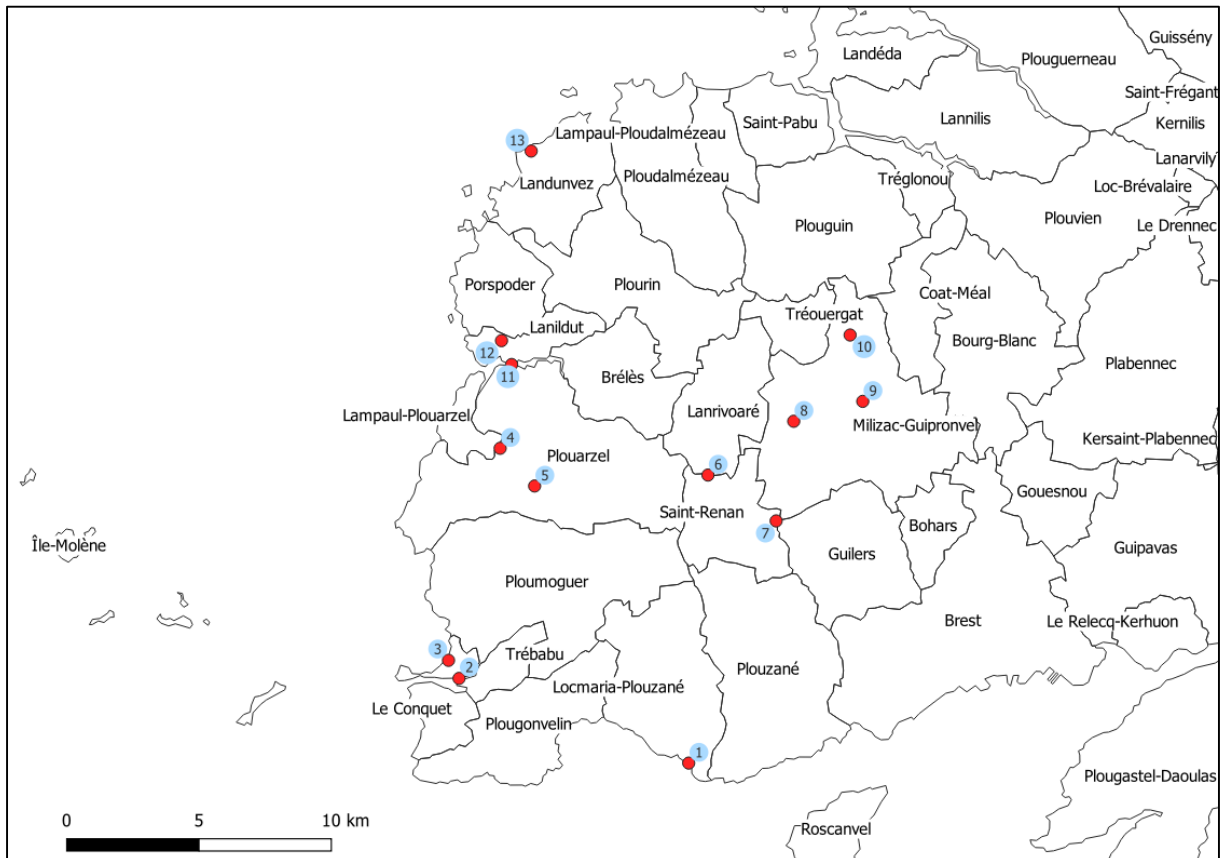 Guissény
Landéda
Plouguerneau
Saint-Frégant
Lannilis
Kernilis
Saint-Pabu
Lampaul-Ploudalmézeau
13
Lanarvily
Ploudalmézeau
Tréglonou
Loc-Brévalaire
Landunvez
Plouvien
Plouguin
Le Drennec
Porspoder
Plourin
Coat-Méal
Tréouergat
Lanildut
Bourg-Blanc
10
12
Plabennec
11
Brélès
9
Lanrivoaré
8
Lampaul-Plouarzel
Milizac-Guipronvel
4
Kersaint-Plabennec
Plouarzel
6
5
Gouesnou
Saint-Renan
Bohars
7
Île-Molène
Guilers
Guipavas
Ploumoguer
Brest
Le Relecq-Kerhuon
3
Trébabu
2
Plouzané
Locmaria-Plouzané
Le Conquet
Plougonvelin
1
Plougastel-Daoulas
0 5 10 km
Roscanvel